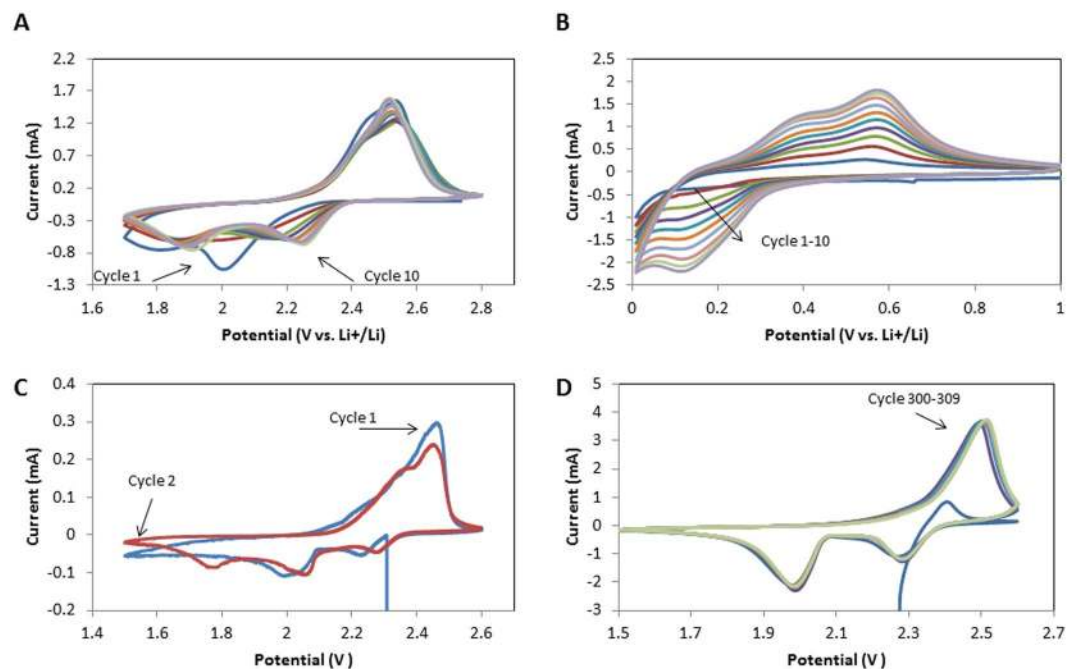 A
2.2
1.7
1.2
0.7
0.2
-0.3
-0.8
-1.3
Current (mA)
Cycle 1
Cycle 10
1.6 1.8 2 2.2 2.4 2.6 2.8
Potential (V vs. Li+/Li)
B
2.5
2
1.5
1
0.5
0
-0.5
-1
-1.5
-2
-2.5
Current (mA)
Cycle 1-10
0 0.2 0.4 0.6 0.8 1
Potential (V vs. Li+/Li)
C
0.4
0.3
0.2
0.1
0
-0.1
-0.2
Current (mA)
Cycle 1
Cycle 2
1.4 1.6 1.8 2 2.2 2.4 2.6
Potential (V )
D
5
4
3
2
1
0
-1
-2
-3
Current (mA)
Cycle 300-309
1.5 1.7 1.9 2.1 2.3 2.5 2.7
Potential (V)